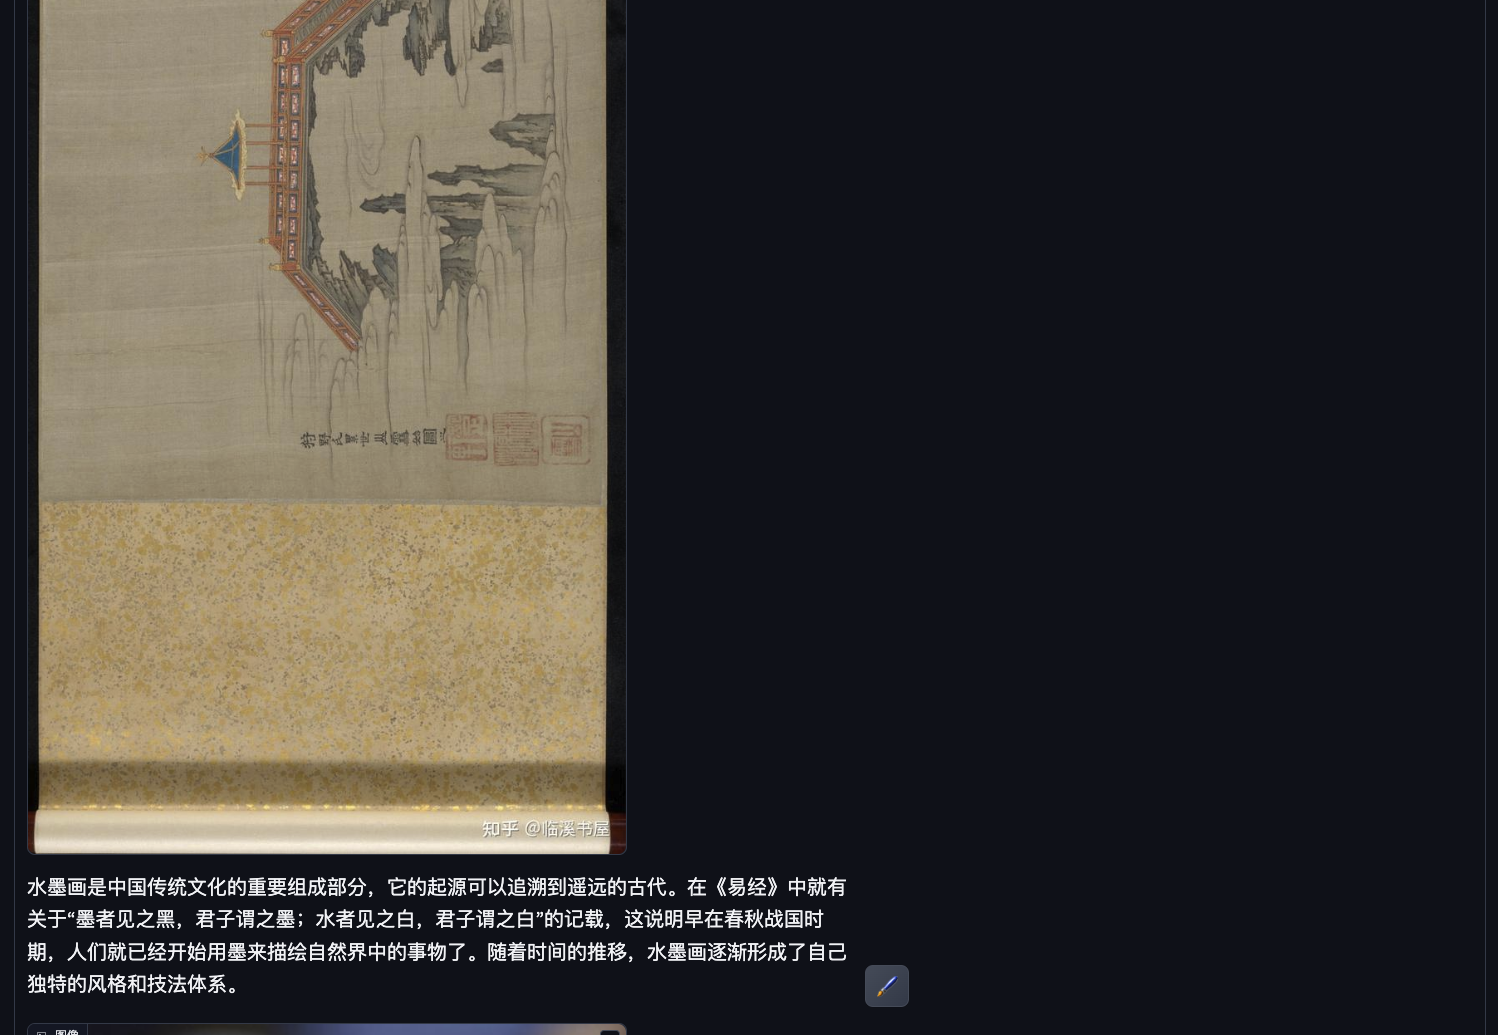 狩野氏累世
知乎 @临溪书屋
水墨画是中国传统文化的重要组成部分，它的起源可以追溯到遥远的古代。在《易经》中就有
关于“墨者见之黑，君子谓之墨；水者见之白，君子谓之白”的记载，这说明早在春秋战国时
期，人们就已经开始用墨来描绘自然界中的事物了。随着时间的推移，水墨画逐渐形成了自己
独特的风格和技法体系。
图像